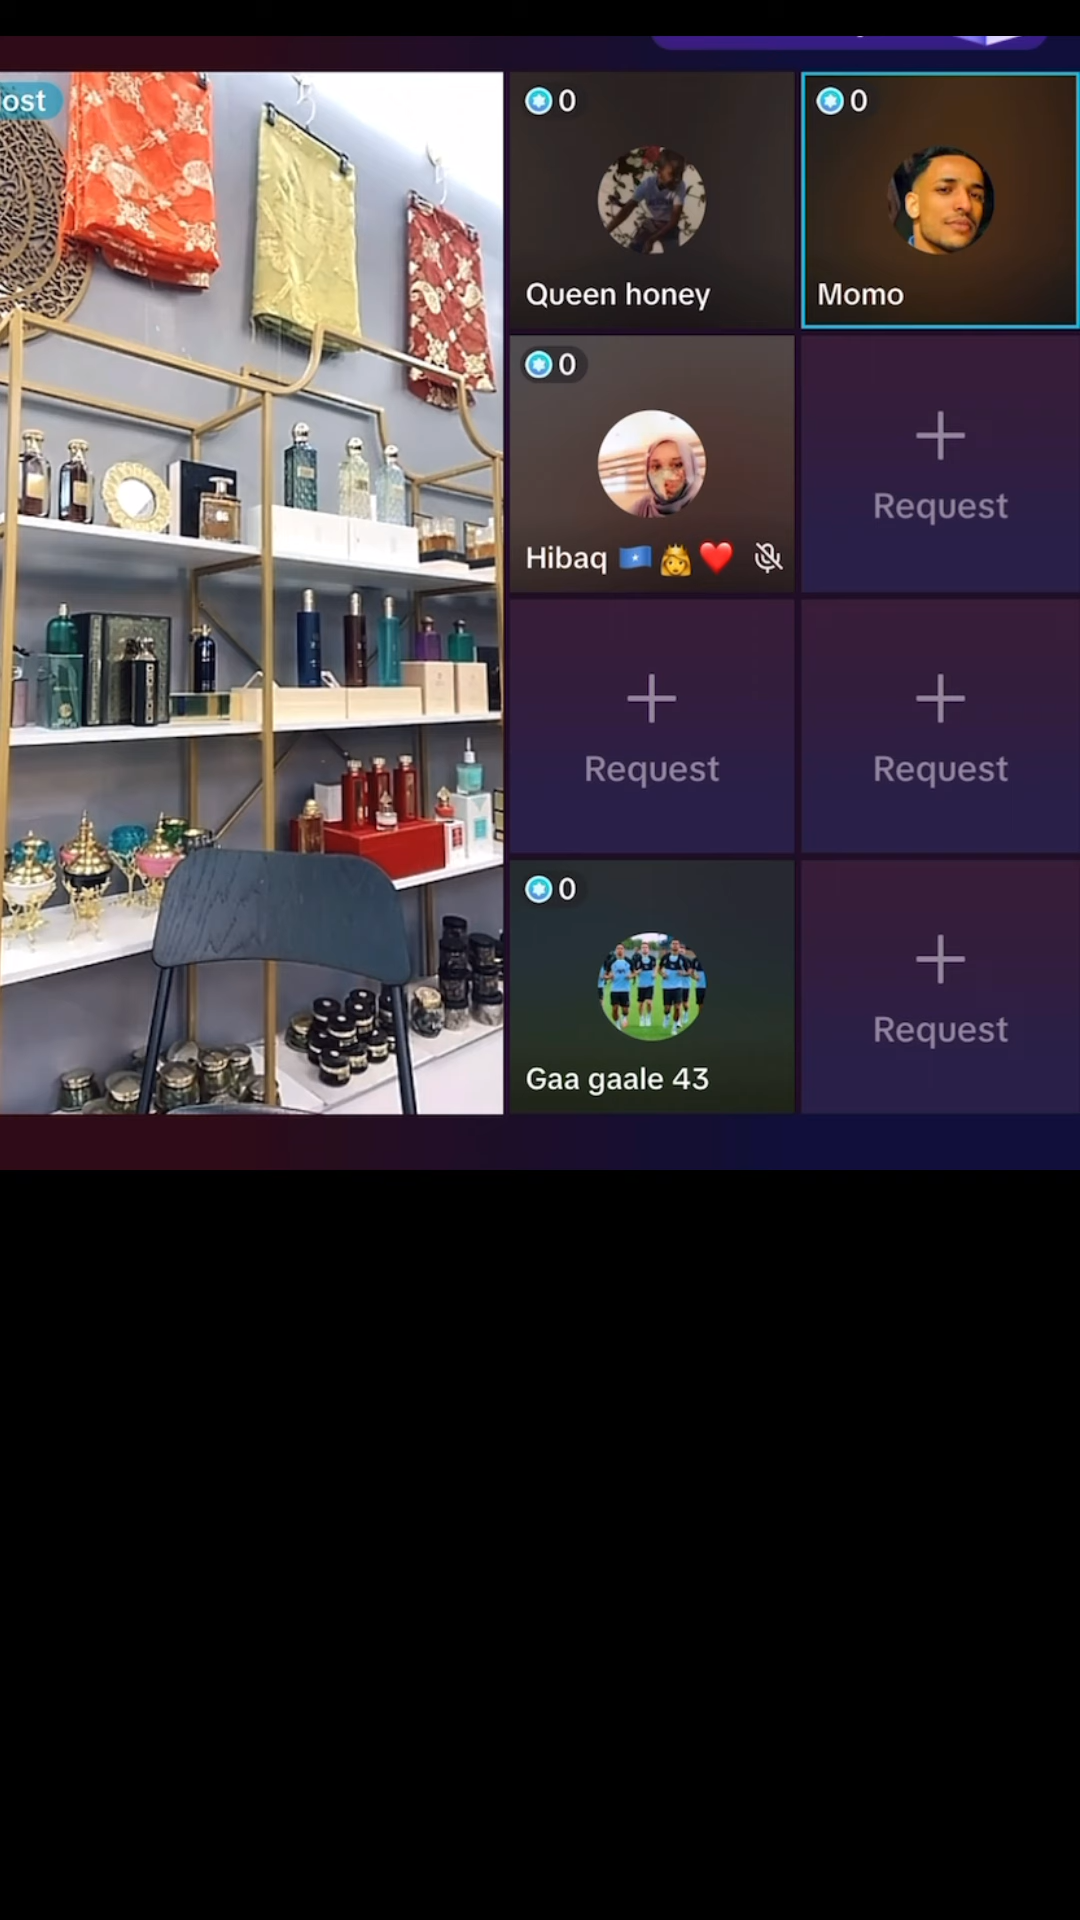 ost
0
0
Queen honey
Momo
0
Request
Hibaq 🇸🇴👸❤️
Request
Request
0
Gaa gaale 43
Request